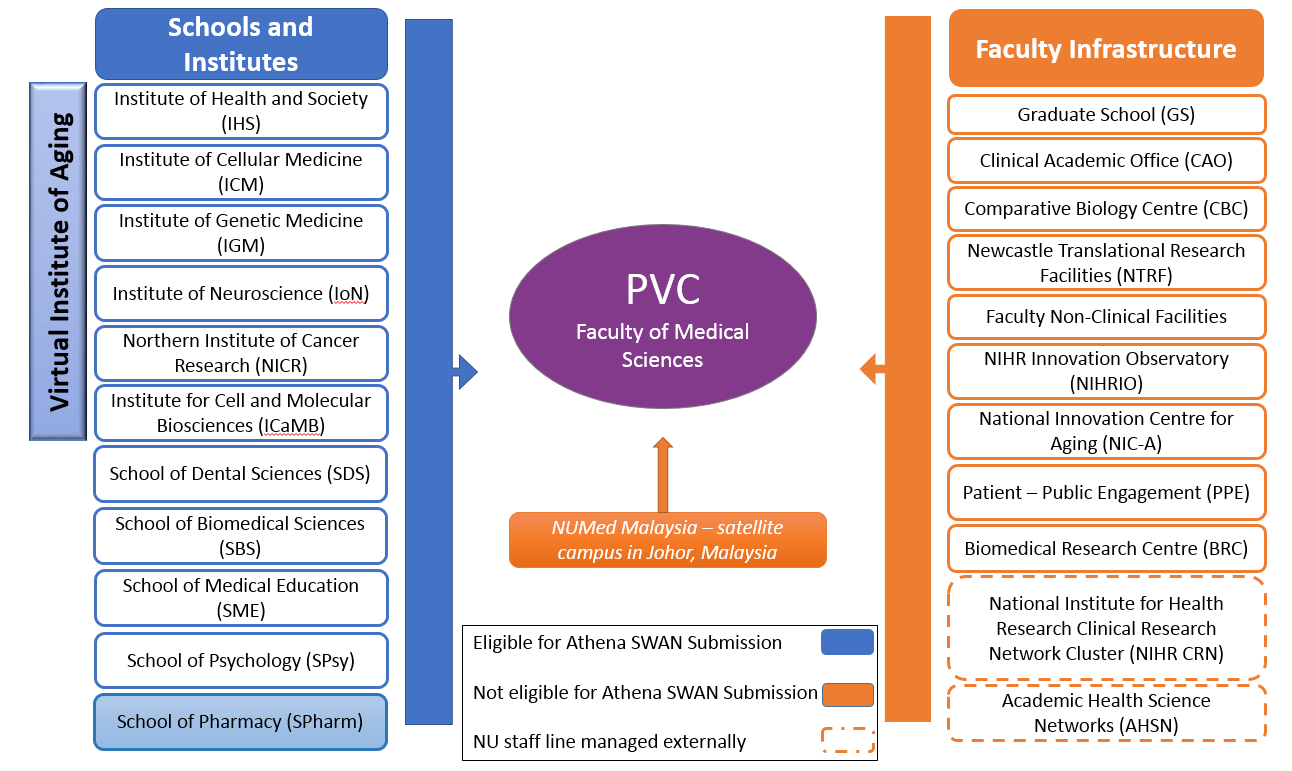 Schools and
Institutes
Virtual Institute of Aging
Institute of Health and Society
(IHS)
Institute of Cellular Medicine
(ICM)
Institute of Genetic Medicine
(IGM)
Institute of Neuroscience (IoN)
Northern Institute of Cancer
Research (NICR)
Institute for Cell and Molecular
Biosciences (ICaMB)
School of Dental Sciences (SDS)
School of Biomedical Sciences
(SBS)
School of Medical Education
(SME)
School of Psychology (SPsy)
School of Pharmacy (SPharm)
PVC
Faculty of Medical
Sciences
NUMed Malaysia – satellite
campus in Johor, Malaysia
Eligible for Athena SWAN Submission
Not eligible for Athena SWAN Submission
NU staff line managed externally
Faculty Infrastructure
Graduate School (GS)
Clinical Academic Office (CAO)
Comparative Biology Centre (CBC)
Newcastle Translational Research
Facilities (NTRF)
Faculty Non-Clinical Facilities
NIHR Innovation Observatory
(NIHRIO)
National Innovation Centre for
Aging (NIC-A)
Patient – Public Engagement (PPE)
Biomedical Research Centre (BRC)
National Institute for Health
Research Clinical Research
Network Cluster (NIHR CRN)
Academic Health Science
Networks (AHSN)